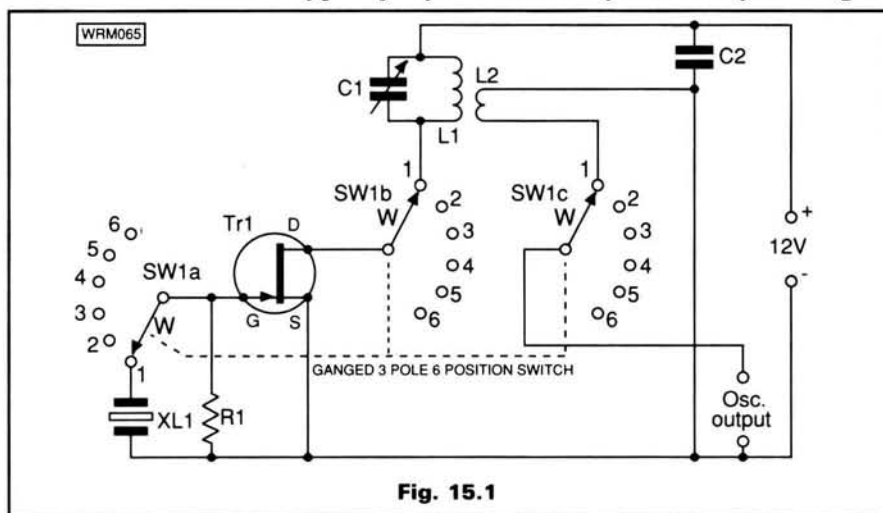 WRM065
C1
L1
L2
C2
1
SW1b
W
2
3
4
5
6
1
SW1c
W
2
3
4
5
6
+
12V
-
6
5
4
3
2
1
SW1a
W
Tr1
D
G
S
GANGED 3 POLE 6 POSITION SWITCH
XL1
R1
Osc.
output
Fig. 15.1